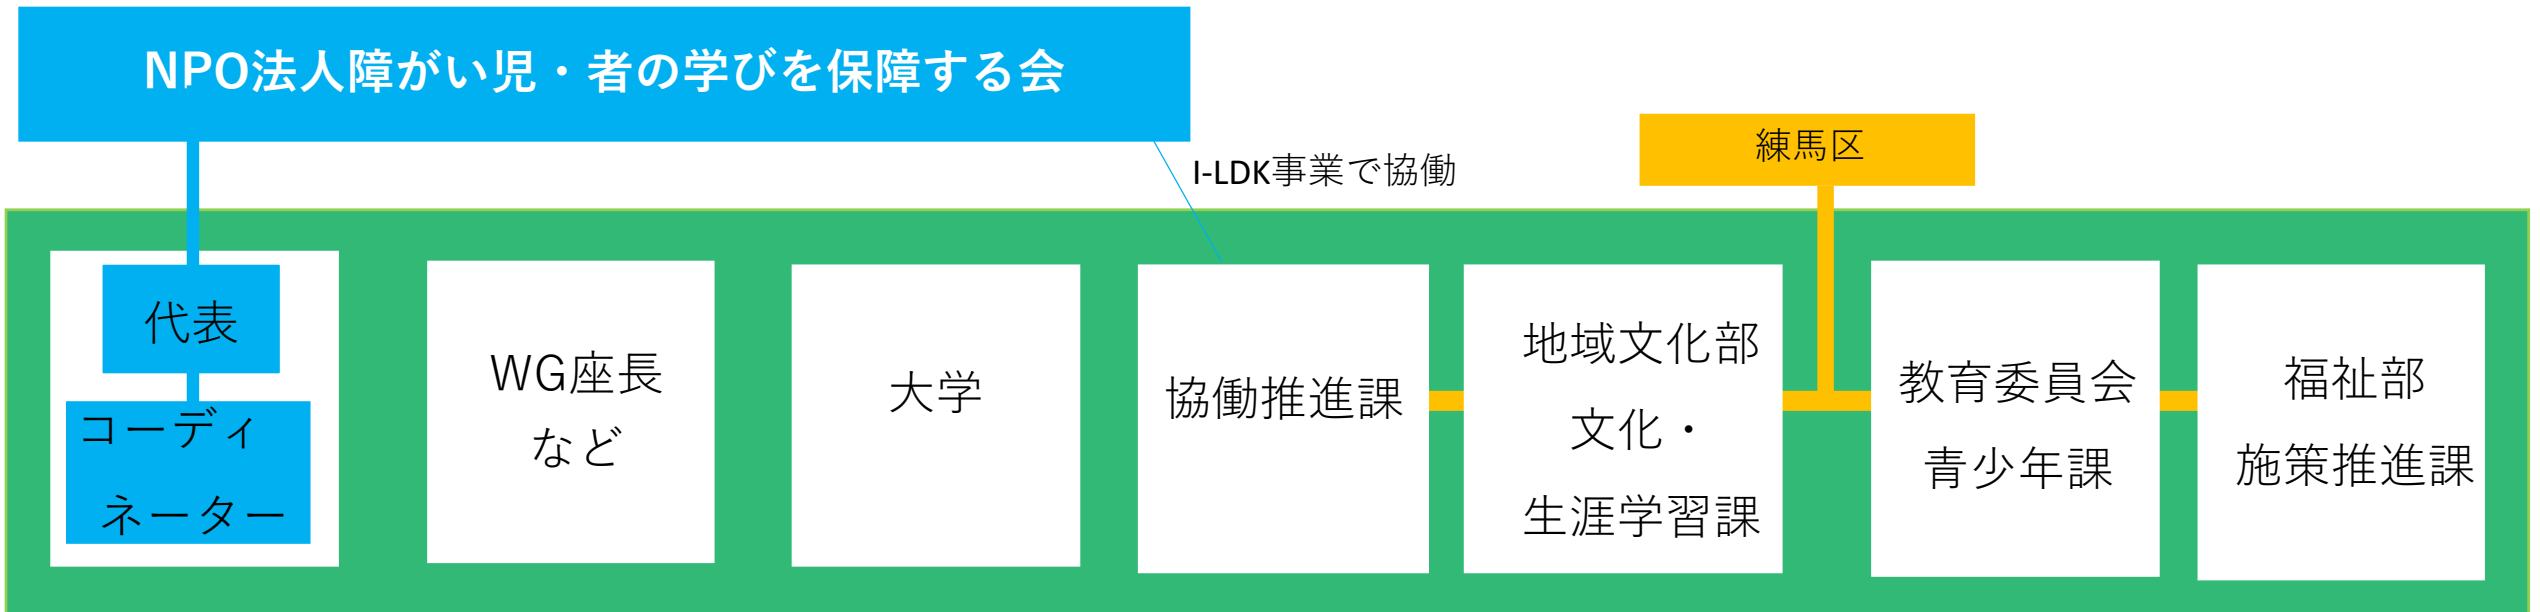 NPO法人障がい児・者の学びを保障する会
I-LDK事業で協働
練馬区
代表
コーディ
ネーター
WG座長
など
大学
協働推進課
地域文化部
文化・
生涯学習課
教育委員会
青少年課
福祉部
施策推進課